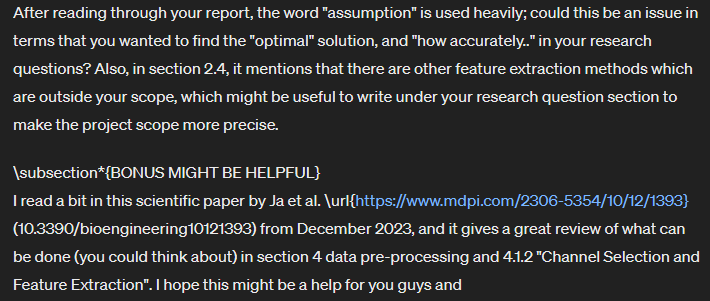 After reading through your report, the word "assumption" is used heavily; could this be an issue in
terms that you wanted to find the "optimal" solution, and "how accurately.." in your research
questions? Also, in section 2.4, it mentions that there are other feature extraction methods which
are outside your scope, which might be useful to write under your research question section to
make the project scope more precise.
\subsection*{BONUS MIGHT BE HELPFUL}
I read a bit in this scientific paper by Ja et al. \url{https://www.mdpi.com/2306-5354/10/12/1393}
(10.3390/bioengineering10121393) from December 2023, and it gives a great review of what can
be done (you could think about) in section 4 data pre-processing and 4.1.2 "Channel Selection and
Feature Extraction". I hope this might be a help for you guys and